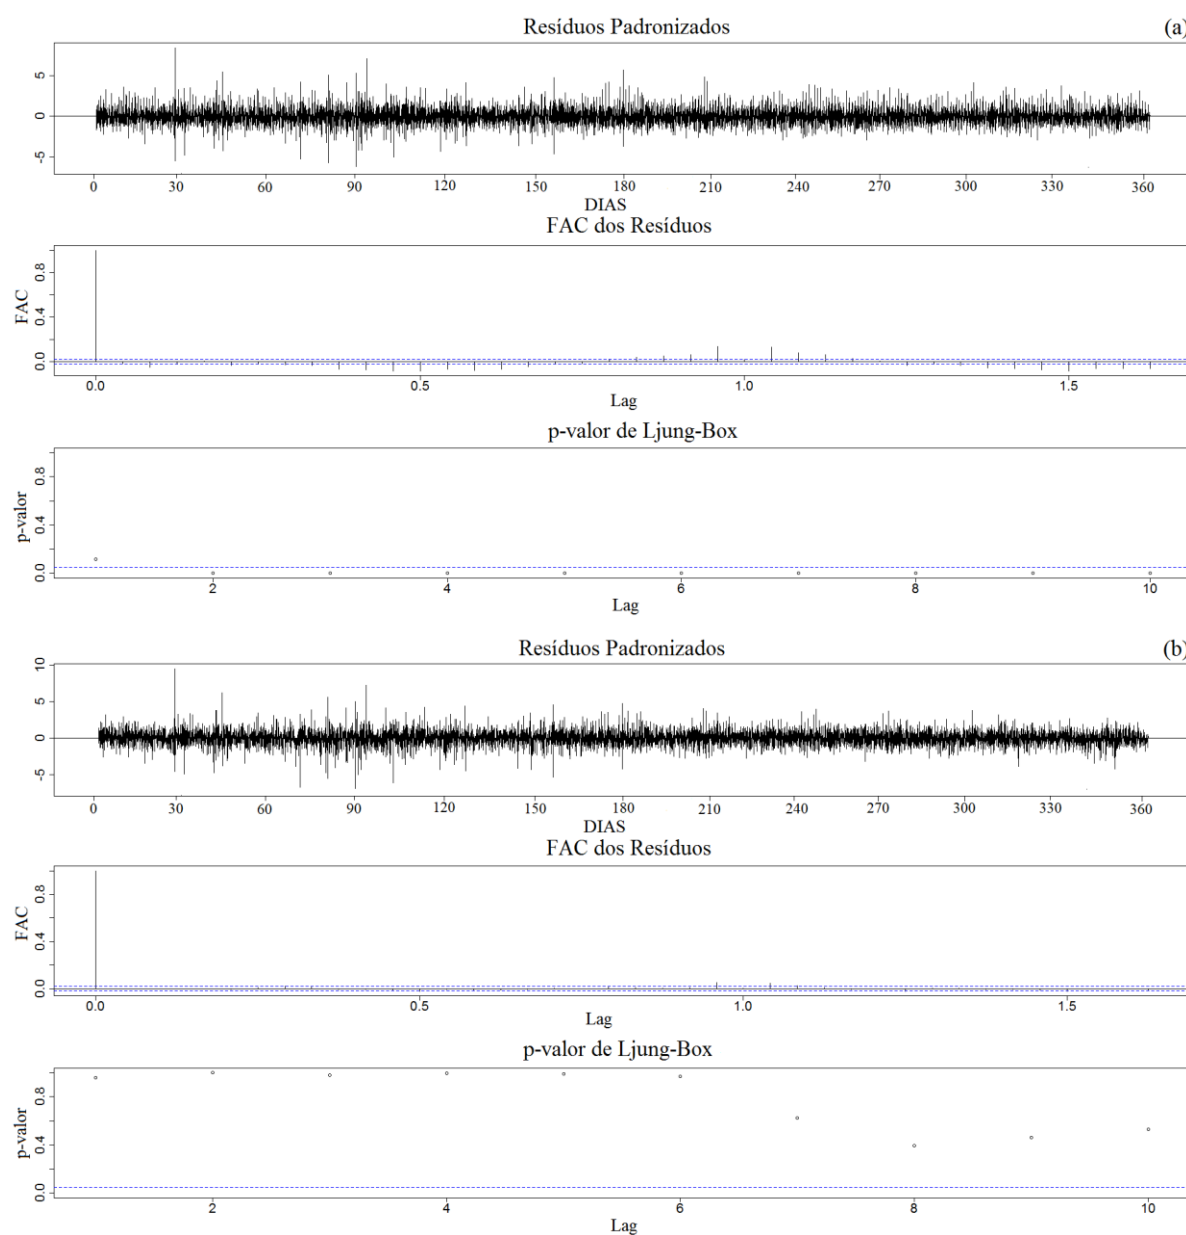 Resíduos Padronizados
(a)
5
0
-5
0 30 60 90 120 150 180 210 240 270 300 330 360
DIAS
FAC dos Resíduos
FAC
0.8
0.4
0.0
0.0 0.5 1.0 1.5
Lag
p-valor de Ljung-Box
p-valor
0.8
0.4
0.0
2 4 6 8 10
Lag
Resíduos Padronizados
(b)
10
5
0
-5
0 30 60 90 120 150 180 210 240 270 300 330 360
DIAS
FAC dos Resíduos
FAC
0.8
0.4
0.0
0.0 0.5 1.0 1.5
Lag
p-valor de Ljung-Box
p-valor
0.8
0.4
0.0
2 4 6 8 10
Lag